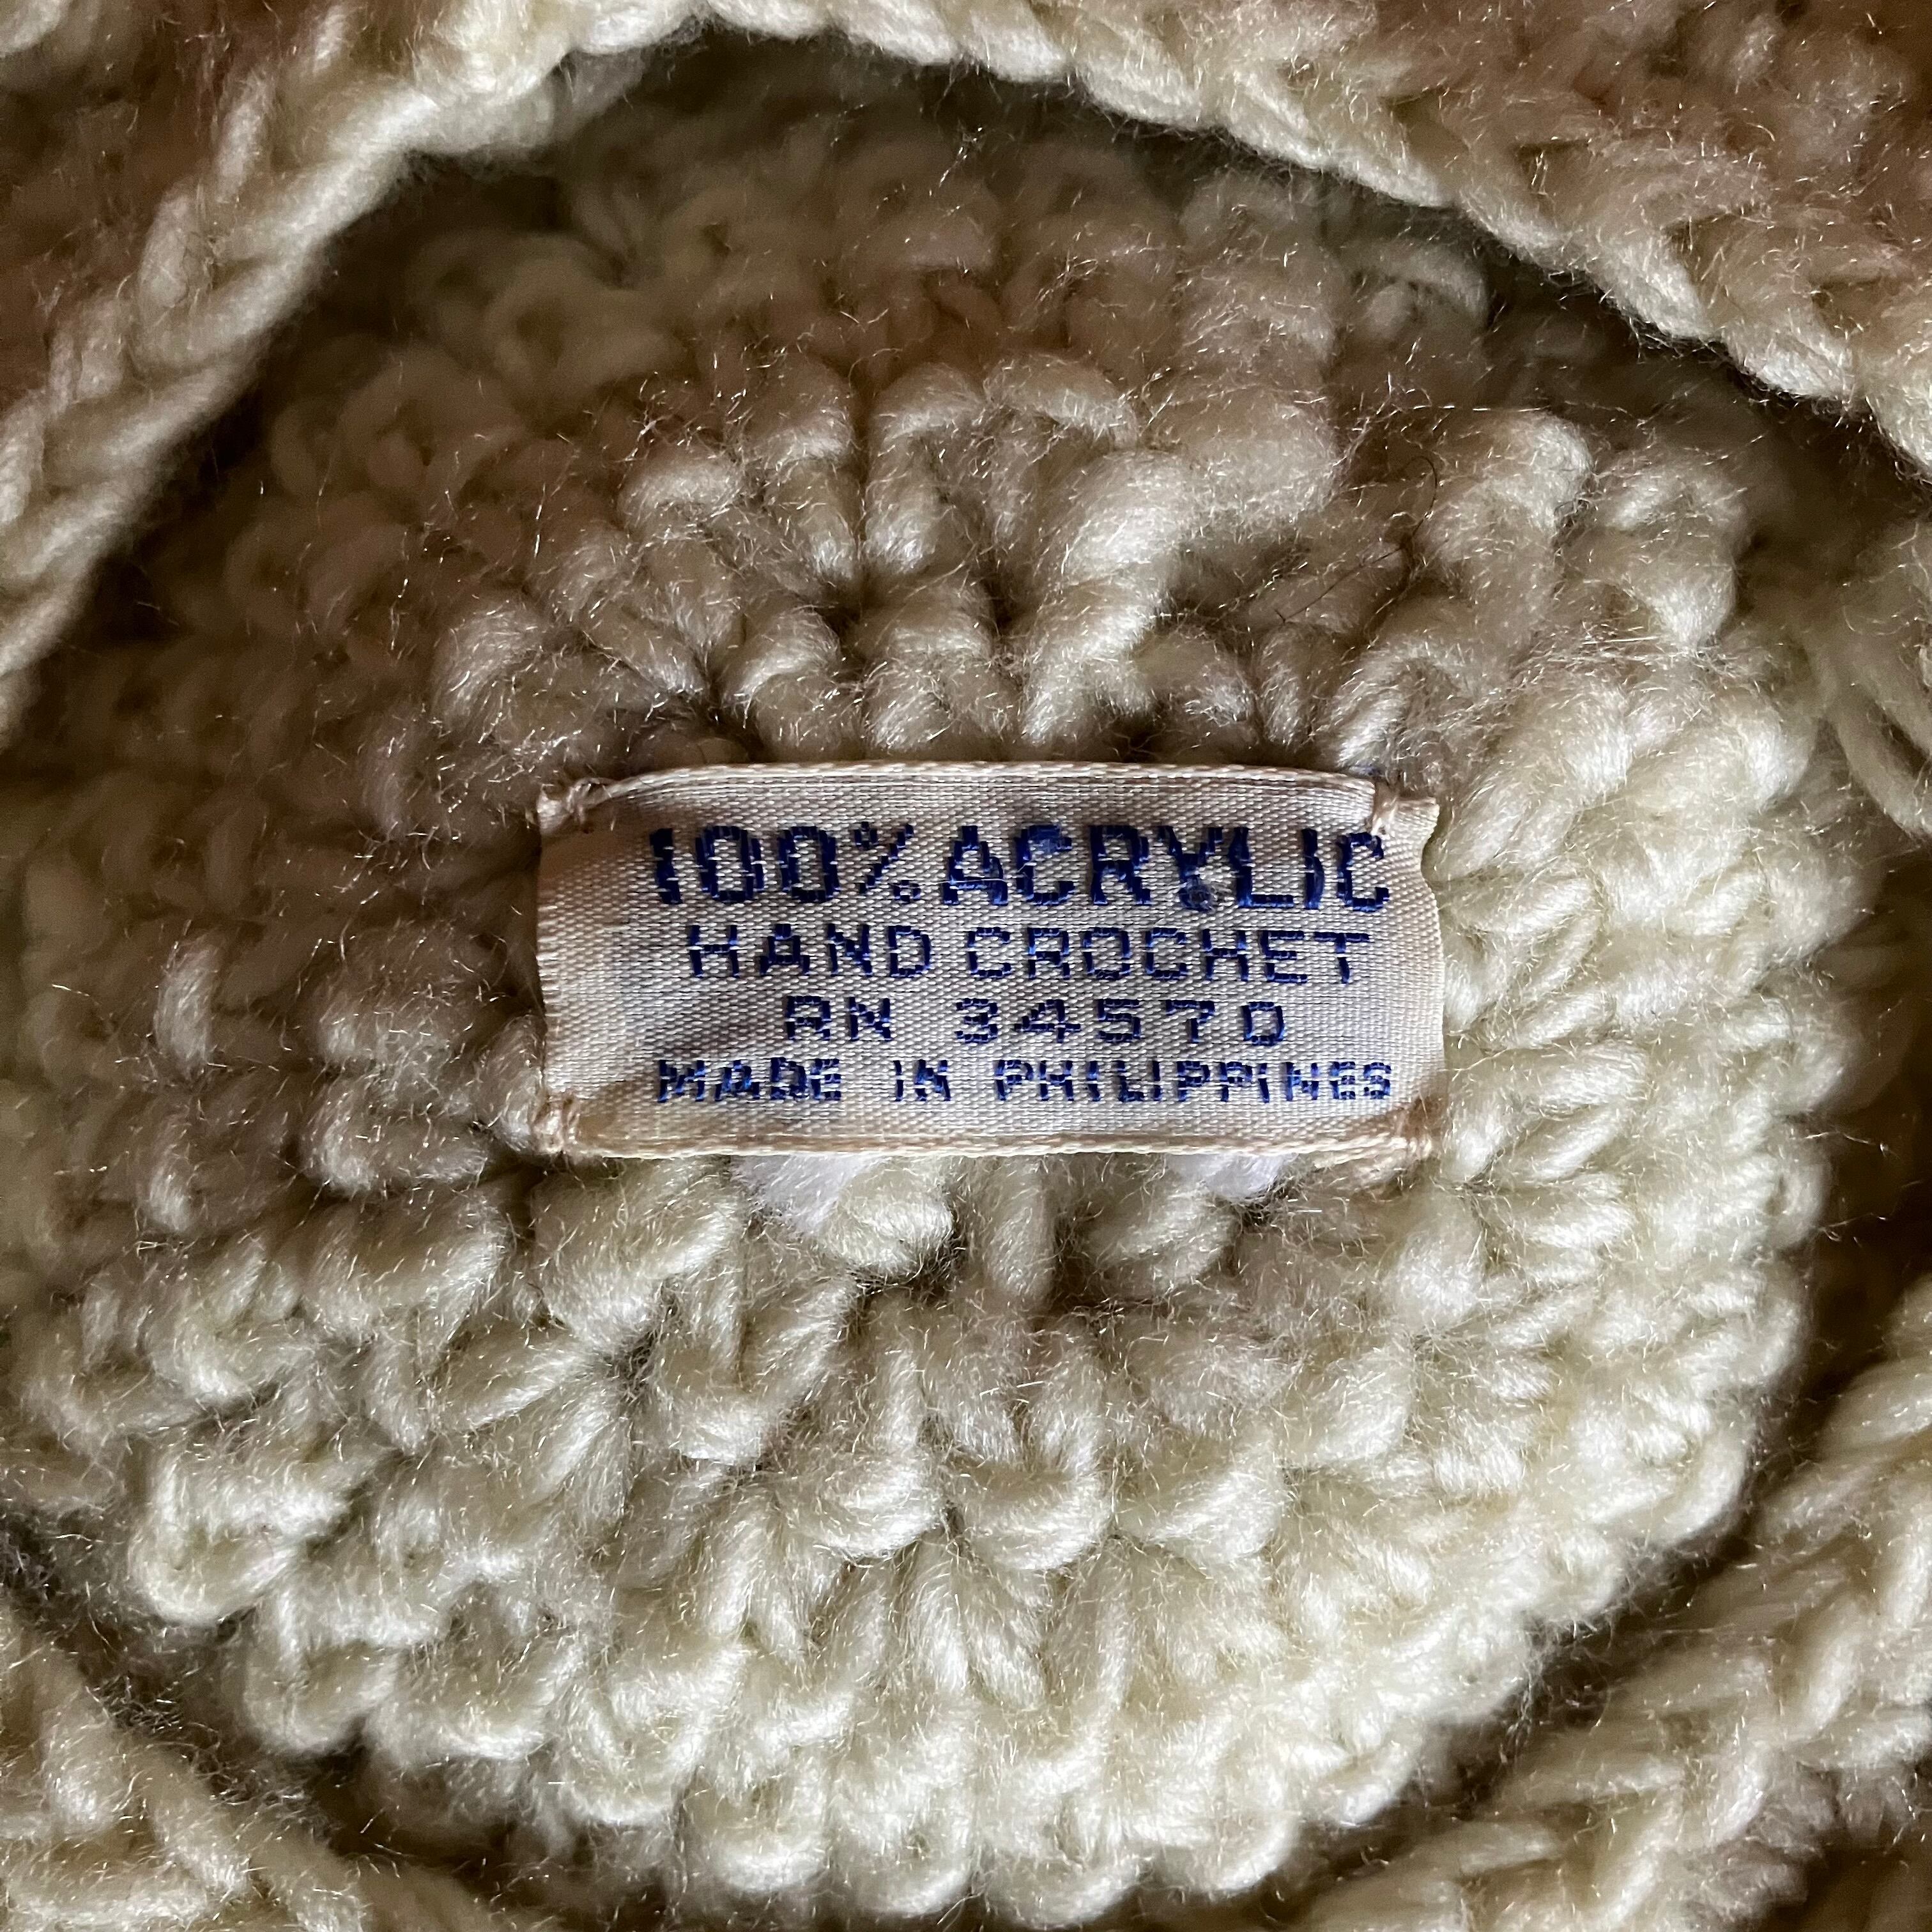 100% ACRYLIC
HAND CROCHET
RN 34570
MADE IN PHILIPPINES